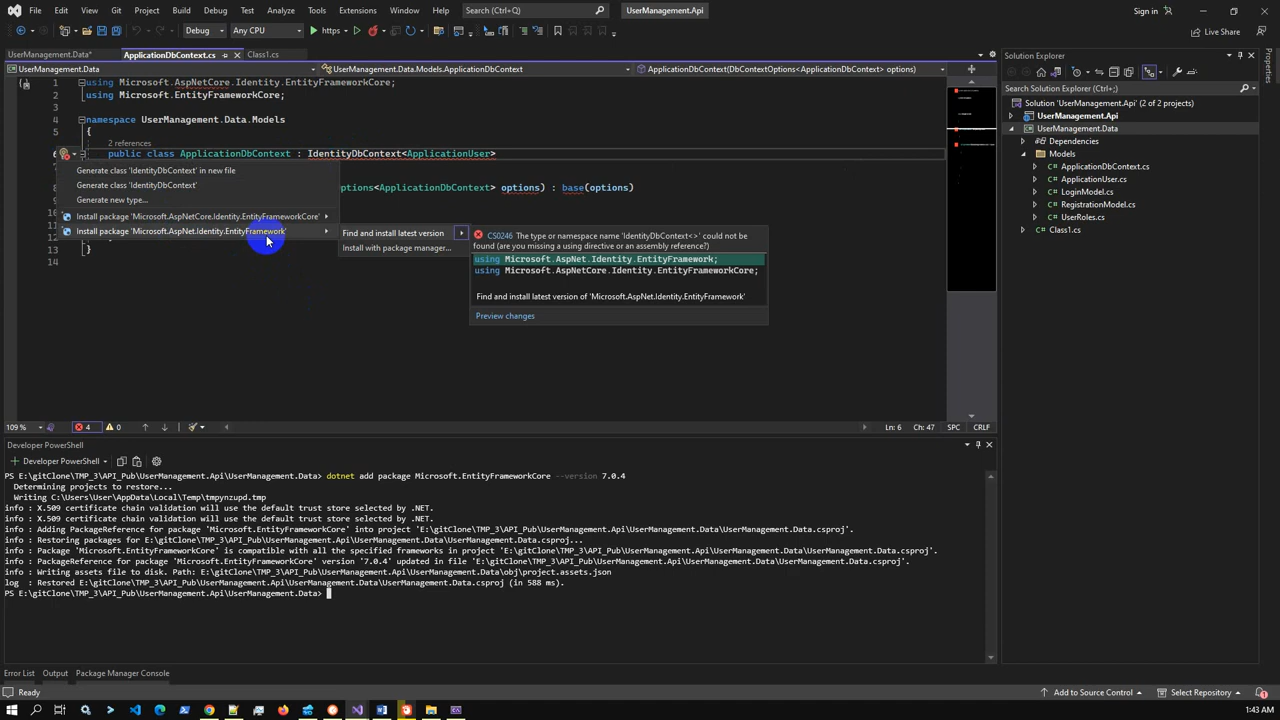 File Edit View Git Project Build Debug Test Analyze Tools Extensions Window Help Search (Ctrl+Q) UserManagement.Api Sign in
Debug Any CPU https Live Share
UserManagement.Data* ApplicationDbContext.cs Class1.cs
UserManagement.Data UserManagement.Data.Models.ApplicationDbContext ApplicationDbContext(DbContextOptions<ApplicationDbContext> options)
1 using Microsoft.AspNetCore.Identity.EntityFrameworkCore;
2 using Microsoft.EntityFrameworkCore;
3
4 namespace UserManagement.Data.Models
5 {
2 references
6 public class ApplicationDbContext : IdentityDbContext<ApplicationUser>
Generate class 'IdentityDbContext' in new file
Generate class 'IdentityDbContext'
ptions<ApplicationDbContext> options) : base(options)
Generate new type...
Install package 'Microsoft.AspNetCore.Identity.EntityFrameworkCore'
Install package 'Microsoft.AspNet.Identity.EntityFramework'
Find and install latest version
Install with package manager...
CS0246 The type or namespace name 'IdentityDbContext<>' could not be
found (are you missing a using directive or an assembly reference?)
using Microsoft.AspNet.Identity.EntityFramework;
using Microsoft.AspNetCore.Identity.EntityFrameworkCore;
Find and install latest version of 'Microsoft.AspNet.Identity.EntityFramework'
Preview changes
13 }
14
109 % 4 0 Ln: 6 Ch: 47 SPC CRLF
Solution Explorer
Search Solution Explorer (Ctrl+;)
Solution 'UserManagement.Api' (2 of 2 projects)
UserManagement.Api
UserManagement.Data
Dependencies
Models
ApplicationDbContext.cs
ApplicationUser.cs
LoginModel.cs
RegistrationModel.cs
UserRoles.cs
Class1.cs
Properties
Developer PowerShell
Developer PowerShell
PS E:\gitClone\TMP_3\API_Pub\UserManagement.Api\UserManagement.Data> dotnet add package Microsoft.EntityFrameworkCore --version 7.0.4
Determining projects to restore...
Writing C:\Users\User\AppData\Local\Temp\tmpynzupd.tmp
info : X.509 certificate chain validation will use the default trust store selected by .NET.
info : X.509 certificate chain validation will use the default trust store selected by .NET.
info : Adding PackageReference for package 'Microsoft.EntityFrameworkCore' into project 'E:\gitClone\TMP_3\API_Pub\UserManagement.Api\UserManagement.Data\UserManagement.Data.csproj'.
info : Restoring packages for E:\gitClone\TMP_3\API_Pub\UserManagement.Api\UserManagement.Data\UserManagement.Data.csproj...
info : Package 'Microsoft.EntityFrameworkCore' is compatible with all the specified frameworks in project 'E:\gitClone\TMP_3\API_Pub\UserManagement.Api\UserManagement.Data\UserManagement.Data.csproj'.
info : PackageReference for package 'Microsoft.EntityFrameworkCore' version '7.0.4' updated in file 'E:\gitClone\TMP_3\API_Pub\UserManagement.Api\UserManagement.Data\UserManagement.Data.csproj'.
info : Writing assets file to disk. Path: E:\gitClone\TMP_3\API_Pub\UserManagement.Api\UserManagement.Data\obj\project.assets.json
log : Restored E:\gitClone\TMP_3\API_Pub\UserManagement.Api\UserManagement.Data\UserManagement.Data.csproj (in 588 ms).
PS E:\gitClone\TMP_3\API_Pub\UserManagement.Api\UserManagement.Data>
Error List Output Package Manager Console
Ready Add to Source Control Select Repository 1
1:43 AM